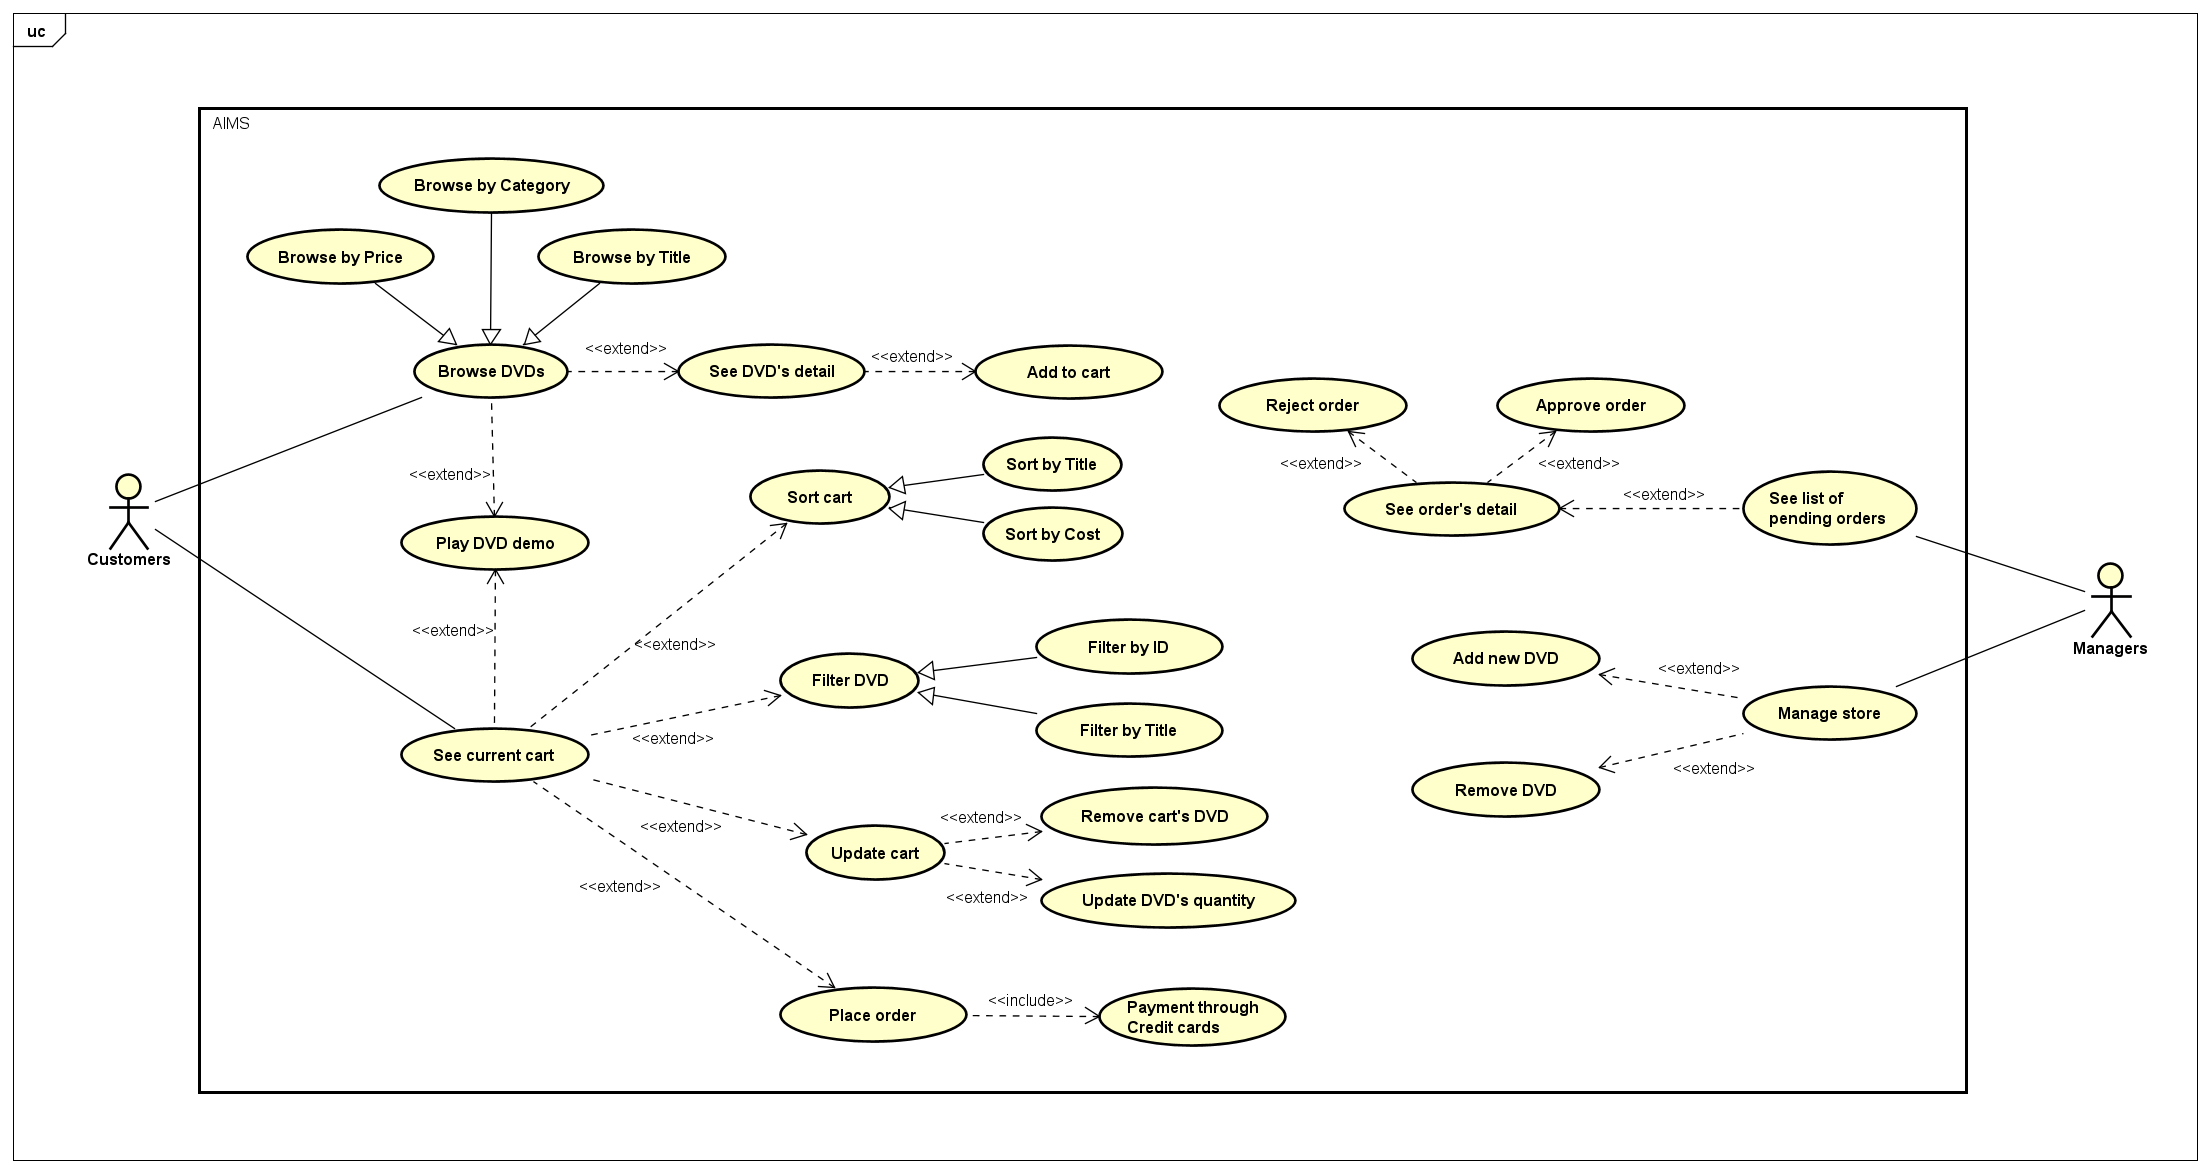 uc
AIMS
Browse by Category
Browse by Price
Browse by Title
<<extend>>
<<extend>>
Browse DVDs
See DVD's detail
Add to cart
Reject order
Approve order
<<extend>>
<<extend>>
<<extend>>
Sort by Title
Sort cart
Sort by Cost
<<extend>>
See list of
pending orders
See order's detail
Play DVD demo
Customers
<<extend>>
<<extend>>
Filter by ID
Filter DVD
Filter by Title
<<extend>>
Add new DVD
<<extend>>
Managers
Manage store
<<extend>>
Remove DVD
See current cart
<<extend>>
<<extend>>
Remove cart's DVD
Update cart
<<extend>>
Update DVD's quantity
<<extend>>
<<include>>
Place order
Payment through
Credit cards